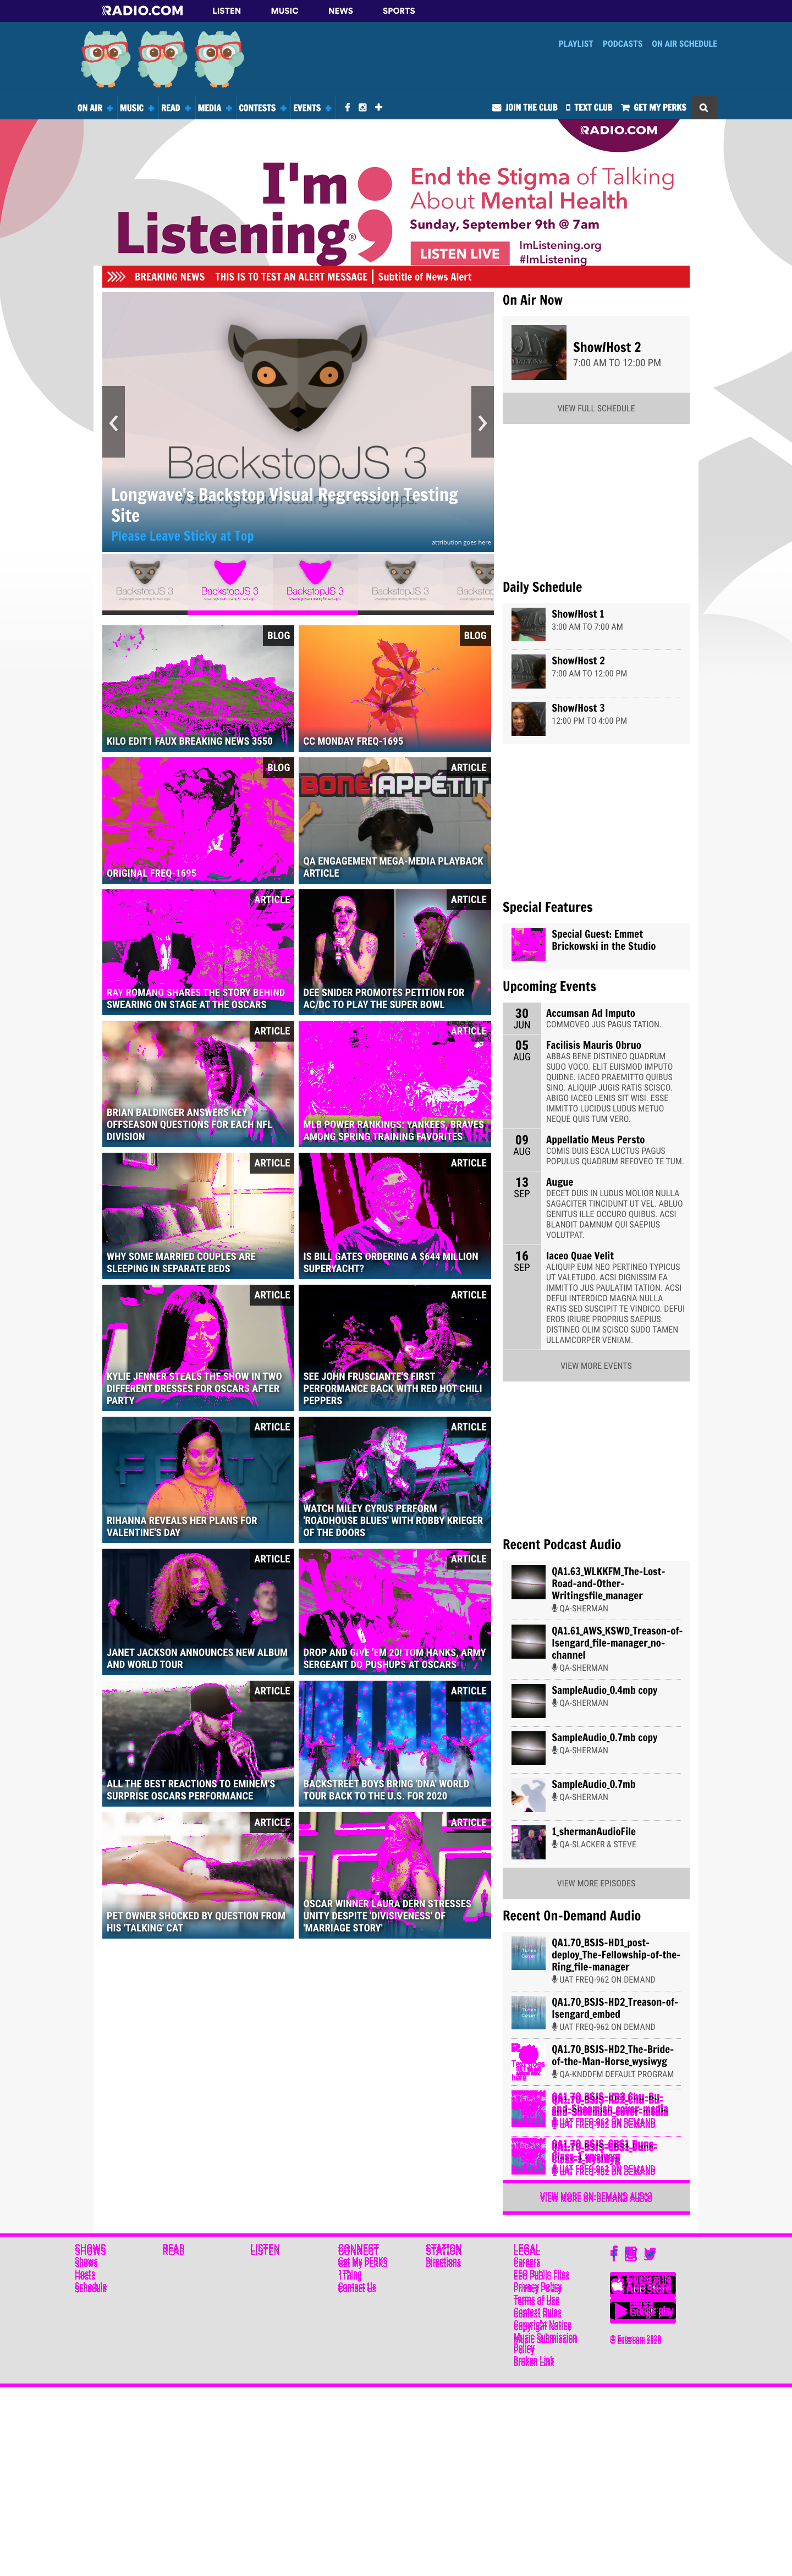 RADIO.COM LISTEN MUSIC NEWS SPORTS
PLAYLIST PODCASTS ON AIR SCHEDULE
ON AIR MUSIC READ MEDIA CONTESTS EVENTS JOIN THE CLUB TEXT CLUB GET MY PERKS
RADIO.COM
I'm
Listening®
End the Stigma of Talking
About Mental Health
Sunday, September 9th @ 7am
LISTEN LIVE
ImListening.org
#ImListening
BREAKING NEWS THIS IS TO TEST AN ALERT MESSAGE | Subtitle of News Alert
BackstopJS 3
Longwave's Backstop Visual Regression Testing
Site
Please Leave Sticky at Top
attribution goes here
BackstopJS 3 BackstopJS 3 BackstopJS 3 BackstopJS 3
BLOG
KILO EDIT1 FAUX BREAKING NEWS 3550
BLOG
CC MONDAY FREQ-1695
BLOG
ORIGINAL FREQ-1695
ARTICLE
BONE APPÉTIT
QA ENGAGEMENT MEGA-MEDIA PLAYBACK
ARTICLE
ARTICLE
RAY ROMANO SHARES THE STORY BEHIND
SWEARING ON STAGE AT THE OSCARS
ARTICLE
DEE SNIDER PROMOTES PETITION FOR
AC/DC TO PLAY THE SUPER BOWL
ARTICLE
BRIAN BALDINGER ANSWERS KEY
OFFSEASON QUESTIONS FOR EACH NFL
DIVISION
ARTICLE
MLB POWER RANKINGS: YANKEES, BRAVES
AMONG SPRING TRAINING FAVORITES
ARTICLE
WHY SOME MARRIED COUPLES ARE
SLEEPING IN SEPARATE BEDS
ARTICLE
IS BILL GATES ORDERING A $644 MILLION
SUPERYACHT?
ARTICLE
KYLIE JENNER STEALS THE SHOW IN TWO
DIFFERENT DRESSES FOR OSCARS AFTER
PARTY
ARTICLE
SEE JOHN FRUSCIANTE'S FIRST
PERFORMANCE BACK WITH RED HOT CHILI
PEPPERS
ARTICLE
FENTY
RIHANNA REVEALS HER PLANS FOR
VALENTINE'S DAY
ARTICLE
WATCH MILEY CYRUS PERFORM
'ROADHOUSE BLUES' WITH ROBBY KRIEGER
OF THE DOORS
ARTICLE
JANET JACKSON ANNOUNCES NEW ALBUM
AND WORLD TOUR
ARTICLE
DROP AND GIVE 'EM 20! TOM HANKS, ARMY
SERGEANT DO PUSHUPS AT OSCARS
ARTICLE
ALL THE BEST REACTIONS TO EMINEM'S
SURPRISE OSCARS PERFORMANCE
ARTICLE
BACKSTREET BOYS BRING 'DNA' WORLD
TOUR BACK TO THE U.S. FOR 2020
ARTICLE
PET OWNER SHOCKED BY QUESTION FROM
HIS 'TALKING' CAT
ARTICLE
OSCAR WINNER LAURA DERN STRESSES
UNITY DESPITE 'DIVISIVENESS' OF
'MARRIAGE STORY'
On Air Now
Show/Host 2
7:00 AM TO 12:00 PM
VIEW FULL SCHEDULE
Daily Schedule
Show/Host 1
3:00 AM TO 7:00 AM
Show/Host 2
7:00 AM TO 12:00 PM
Show/Host 3
12:00 PM TO 4:00 PM
Special Features
Special Guest: Emmet
Brickowski in the Studio
Upcoming Events
30 JUN
Accumsan Ad Imputo
COMMOVEO JUS PAGUS TATION.
05 AUG
Facilisis Mauris Obruo
ABBAS BENE DISTINEO QUADRUM
SUDO VOCO. ELIT EUISMOD IMPUTO
QUIDNE. IACEO PRAEMITTO QUIBUS
SINO. ALIQUIP JUGIS RATIS SCISCO.
ABIGO IACEO LENIS SIT WISI. ESSE
IMMITTO LUCIDUS LUDUS METUO
NEQUE QUIS TUM VERO.
09 AUG
Appellatio Meus Persto
COMIS DUIS ESCA LUCTUS PAGUS
POPULUS QUADRUM REFOVEO TE TUM.
13 SEP
Augue
DECET DUIS IN LUDUS MOLIOR NULLA
SAGACITER TINCIDUNT UT VEL. ABLUO
GENITUS ILLE OCCURO QUIBUS. ACSI
BLANDIT DAMNUM QUI SAEPIUS
VOLUTPAT.
16 SEP
Iaceo Quae Velit
ALIQUIP EUM NEO PERTINEO TYPICUS
UT VALETUDO. ACSI DIGNISSIM EA
IMMITTO JUS PAULATIM TATION. ACSI
DEFUI INTERDICO MAGNA NULLA
RATIS SED SUSCIPIT TE VINDICO. DEFUI
EROS IRIURE PROPRIUS SAEPIUS.
DISTINEO OLIM SCISCO SUDO TAMEN
ULLAMCORPER VENIAM.
VIEW MORE EVENTS
Recent Podcast Audio
QA1.63_WLKKFM_The-Lost-
Road-and-Other-
Writingsfile_manager
QA-SHERMAN
QA1.61_AWS_KSWD_Treason-of-
Isengard_file-manager_no-
channel
QA-SHERMAN
SampleAudio_0.4mb copy
QA-SHERMAN
SampleAudio_0.7mb copy
QA-SHERMAN
SampleAudio_0.7mb
QA-SHERMAN
1_shermanAudioFile
QA-SLACKER & STEVE
VIEW MORE EPISODES
Recent On-Demand Audio
QA1.70_BSJS-HD1_post-
deploy_The-Fellowship-of-the-
Ring_file-manager
UAT FREQ-962 ON DEMAND
QA1.70_BSJS-HD2_Treason-of-
Isengard_embed
UAT FREQ-962 ON DEMAND
QA1.70_BSJS-HD2_The-Bride-
of-the-Man-Horse_wysiwyg
QA-KNDDFM DEFAULT PROGRAM
UAT FREQ-962 ON DEMAND
UAT FREQ-962 ON DEMAND
VIEW MORE ON-DEMAND AUDIO
SHOWS READ LISTEN CONNECT STATION LEGAL
Shows Get My PERKS Directions Careers
Hosts 1Thing EEO Public Files
Schedule Contact Us Privacy Policy
Terms of Use
Contest Rules
Copyright Notice
Music Submission
Policy
Broken Link
App Store
Google play
© Entercom 2020